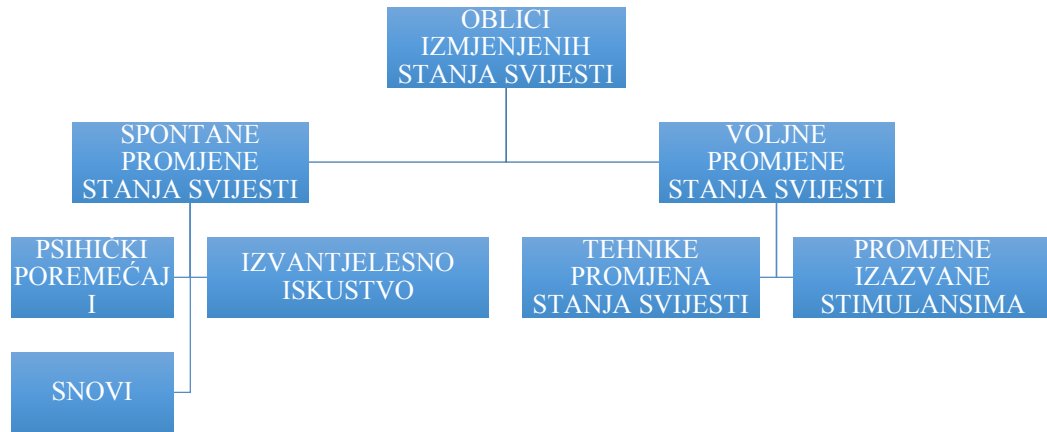 OBLICI
IZMJENJENIH
STANJA SVIJESTI
SPONTANE
PROMJENE
STANJA SVIJESTI
VOLJNE
PROMJENE
STANJA SVIJESTI
PSIHIČKI
POREMEĆAJ
I
IZVANTJELESNO
ISKUSTVO
TEHNIKE
PROMJENA
STANJA SVIJESTI
PROMJENE
IZAZVANE
STIMULANSIMA
SNOVI